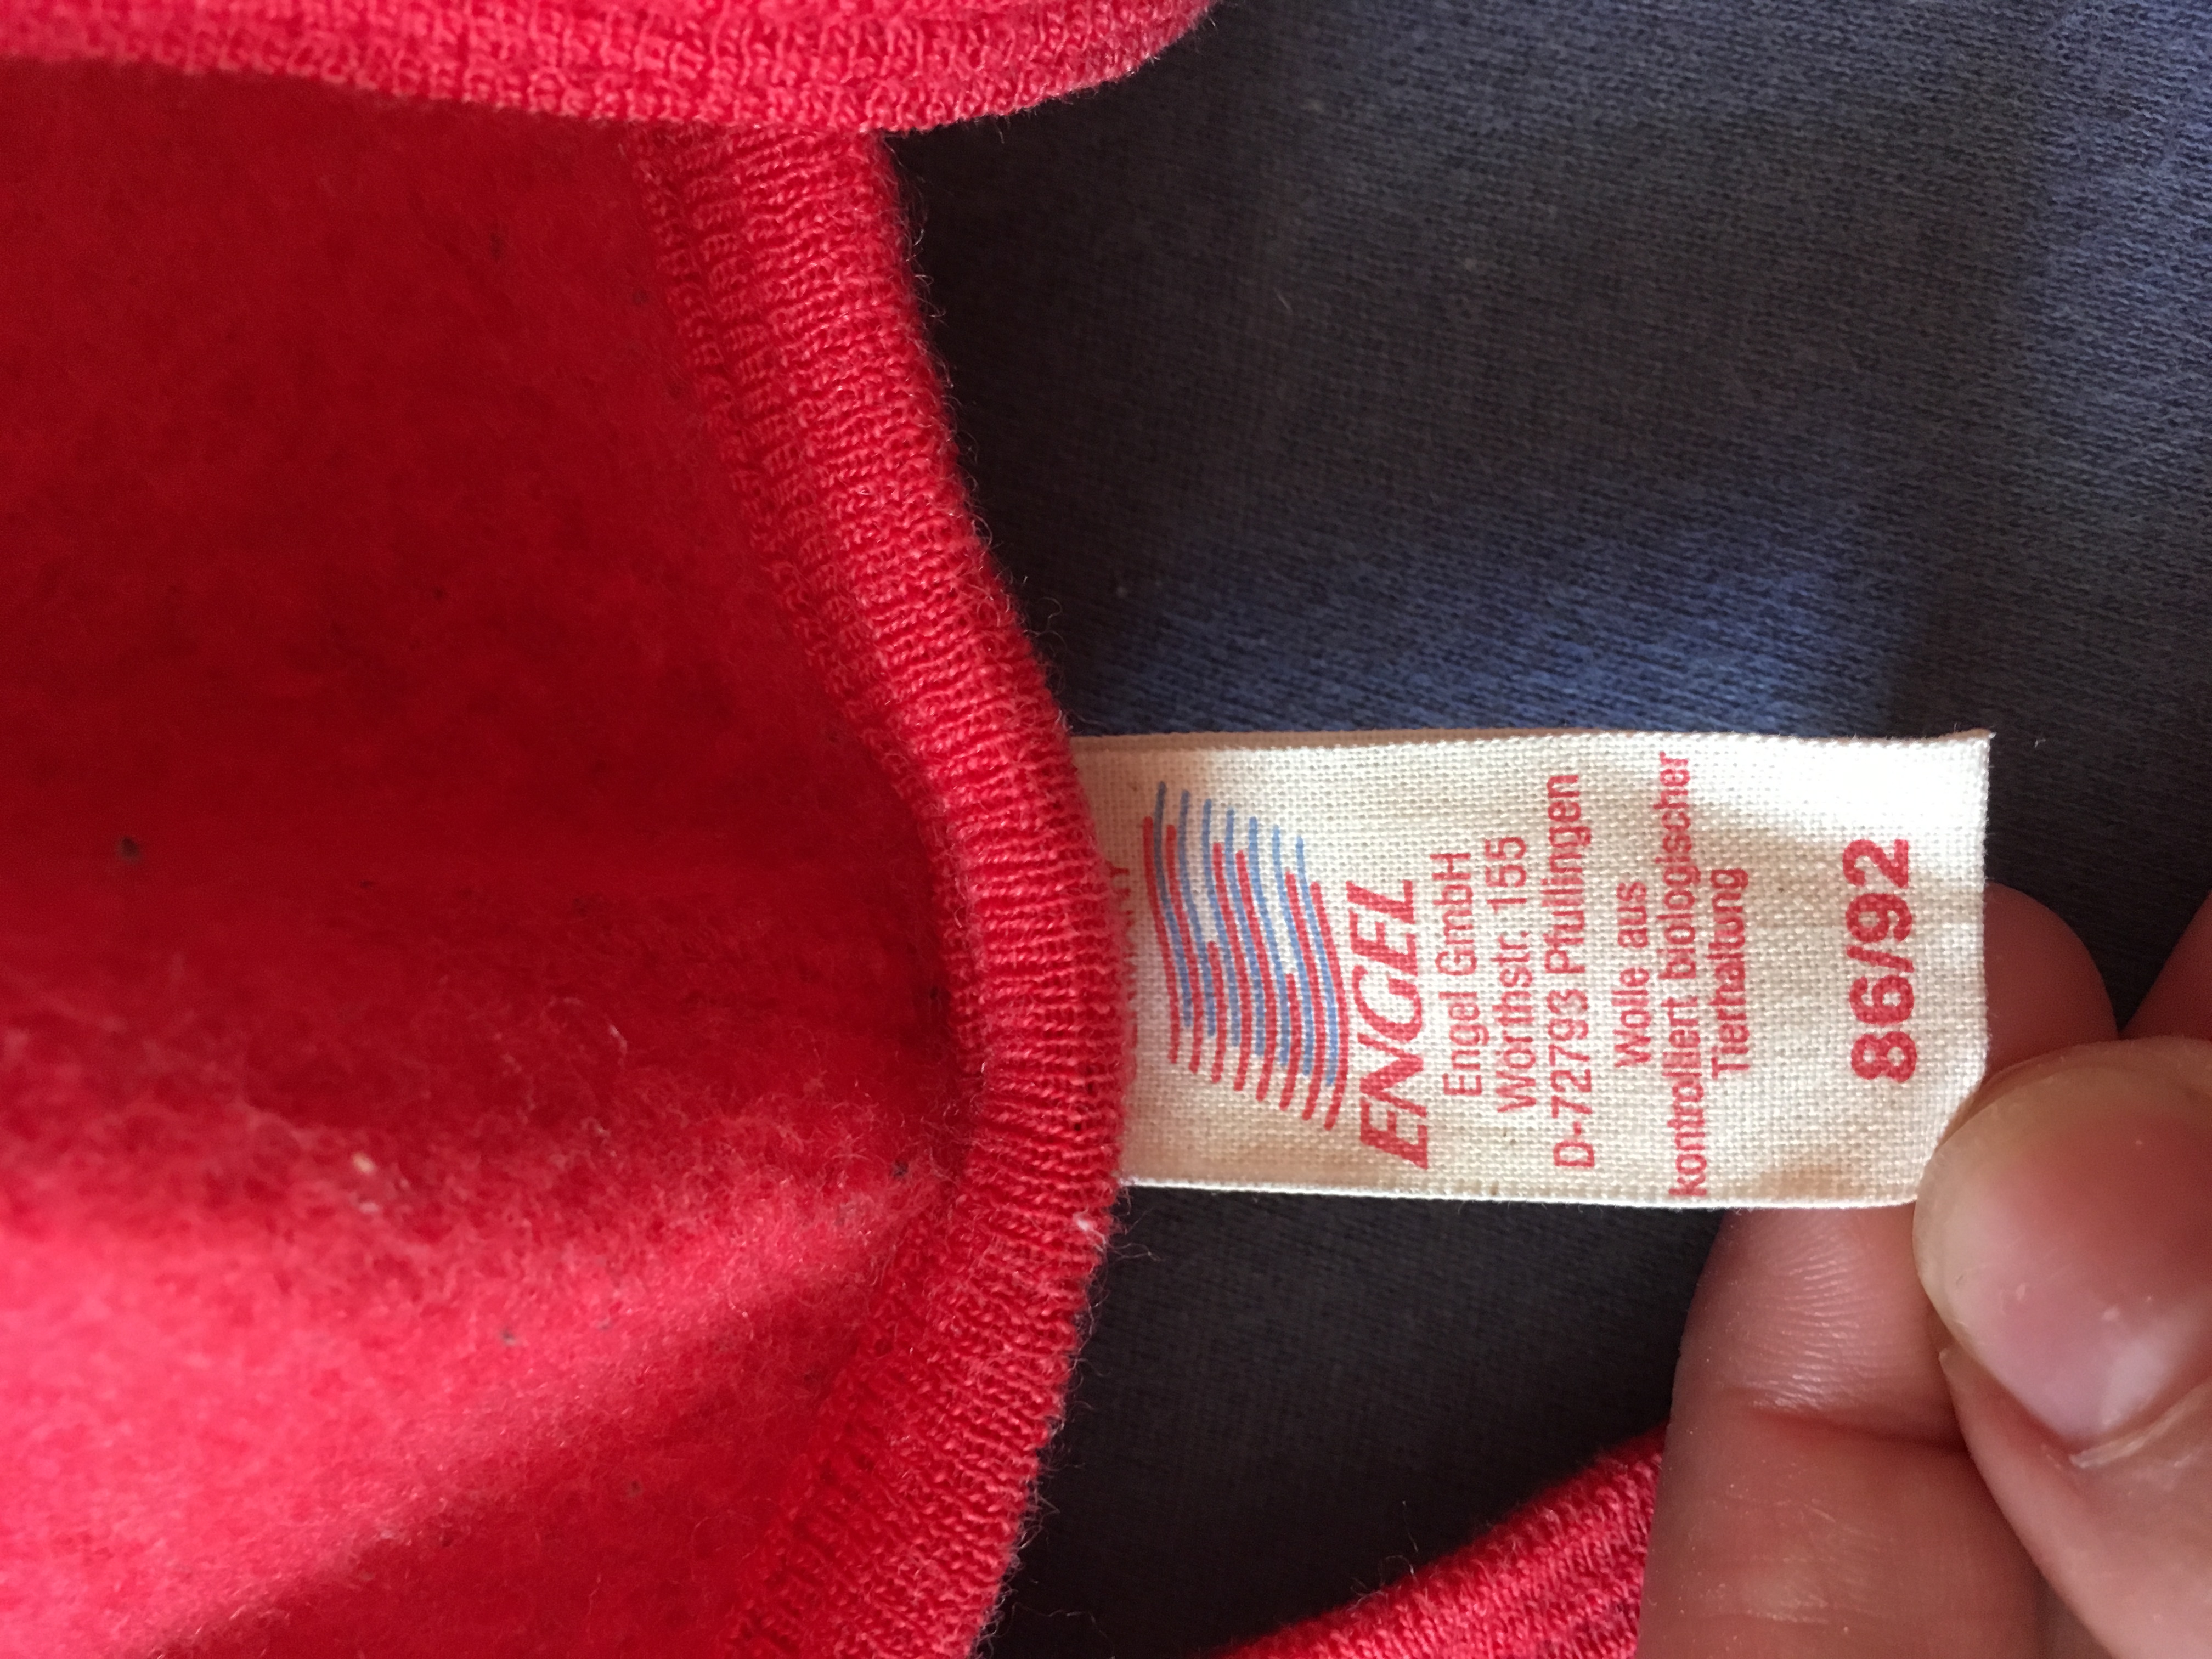 ENGEL
Engel GmbH
Wörthstr. 155
D-72793 Pfullingen
Wolle aus
kontrolliert biologischer
Tierhaltung
86/92